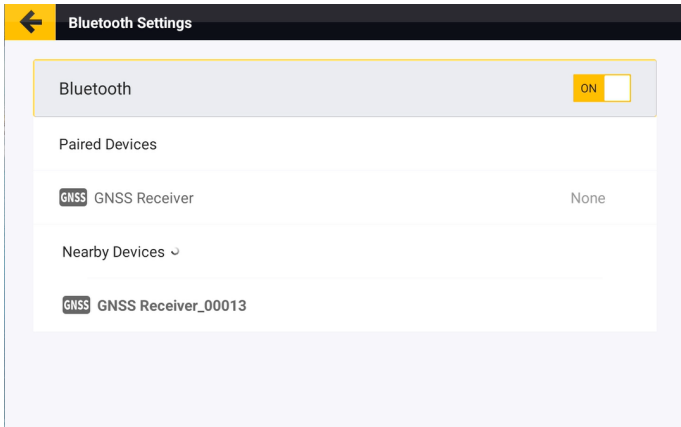 Bluetooth Settings
Bluetooth ON
Paired Devices
GNSS GNSS Receiver None
Nearby Devices
GNSS GNSS Receiver_00013